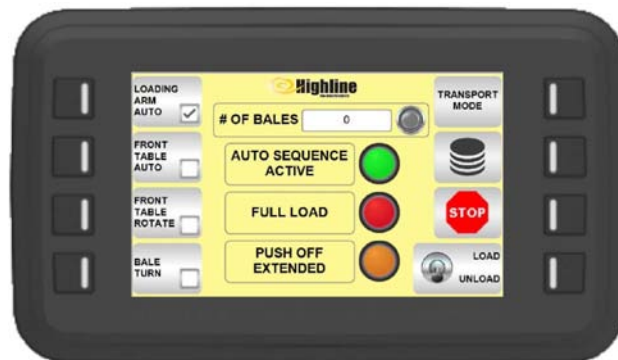 LOADING
ARM
AUTO
FRONT
TABLE
AUTO
FRONT
TABLE
ROTATE
BALE
TURN
Highline
# OF BALES
0
AUTO SEQUENCE
ACTIVE
FULL LOAD
PUSH OFF
EXTENDED
TRANSPORT
MODE
STOP
LOAD
UNLOAD